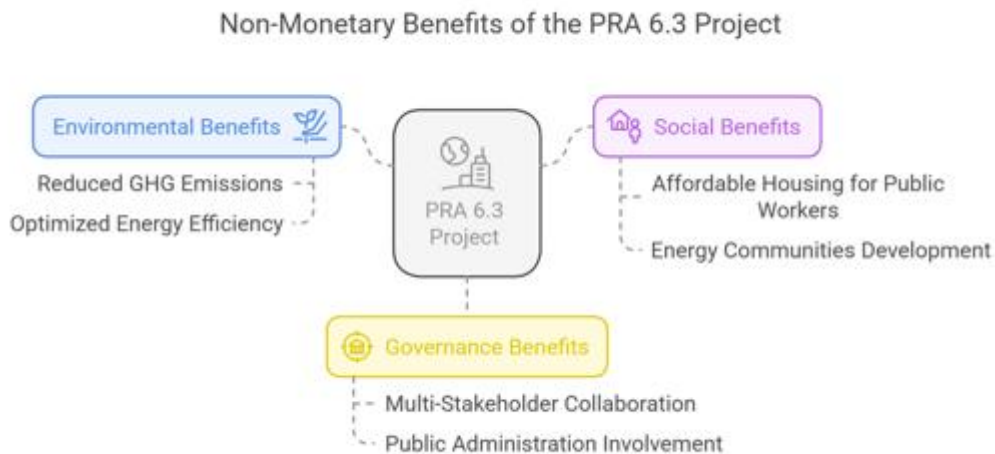 Non-Monetary Benefits of the PRA 6.3 Project
Environmental Benefits
Reduced GHG Emissions
Optimized Energy Efficiency
PRA 6.3
Project
Social Benefits
Affordable Housing for Public
Workers
Energy Communities Development
Governance Benefits
Multi-Stakeholder Collaboration
Public Administration Involvement